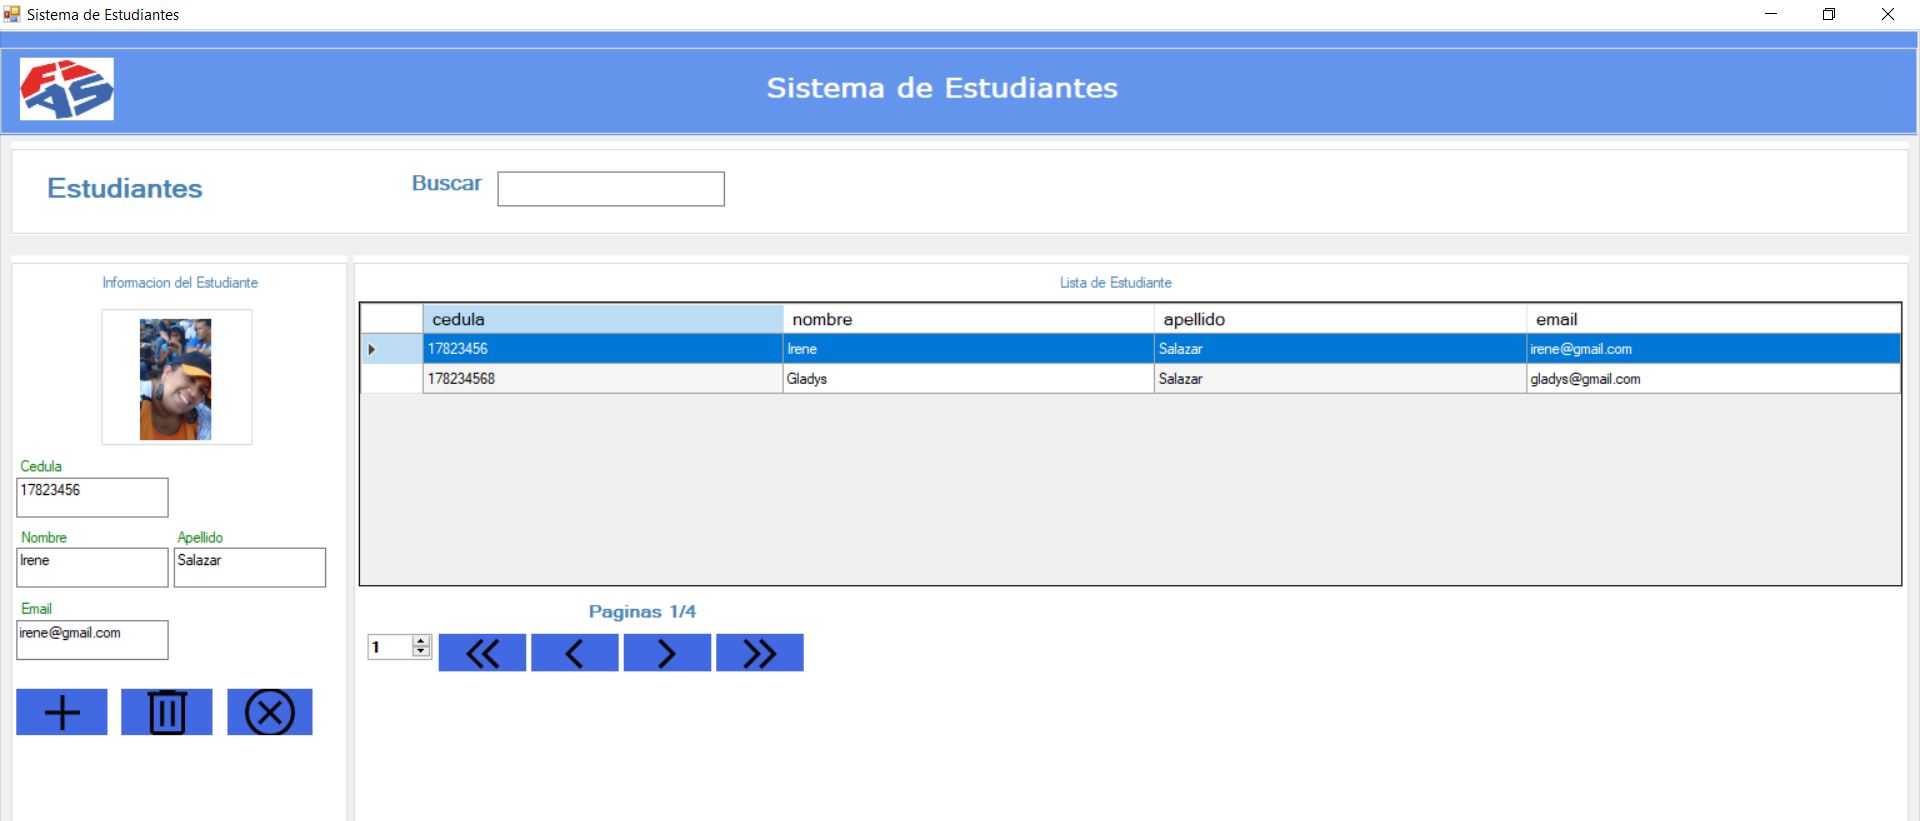 Sistema de Estudiantes
FIAS
Sistema de Estudiantes
Estudiantes
Buscar
Informacion del Estudiante
Cedula
17823456
Nombre
Apellido
Irene
Salazar
Email
irene@gmail.com
Lista de Estudiante
cedula nombre apellido email
17823456 Irene Salazar irene@gmail.com
178234568 Gladys Salazar gladys@gmail.com
Paginas 1/4
1